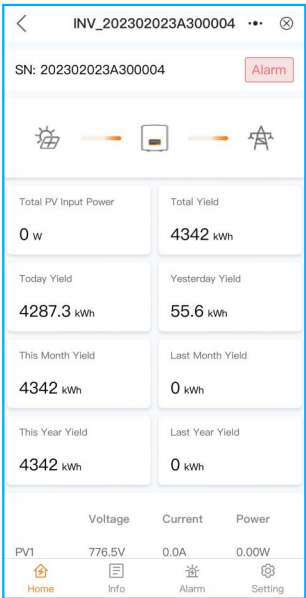 INV_202302023A300004
SN: 202302023A300004 Alarm
Total PV Input Power Total Yield
0 W 4342 kWh
Today Yield Yesterday Yield
4287.3 kWh 55.6 kWh
This Month Yield Last Month Yield
4342 kWh 0 kWh
This Year Yield Last Year Yield
4342 kWh 0 kWh
Voltage Current Power
PV1 776.5V 0.0A 0.00W
Home Info Alarm Setting